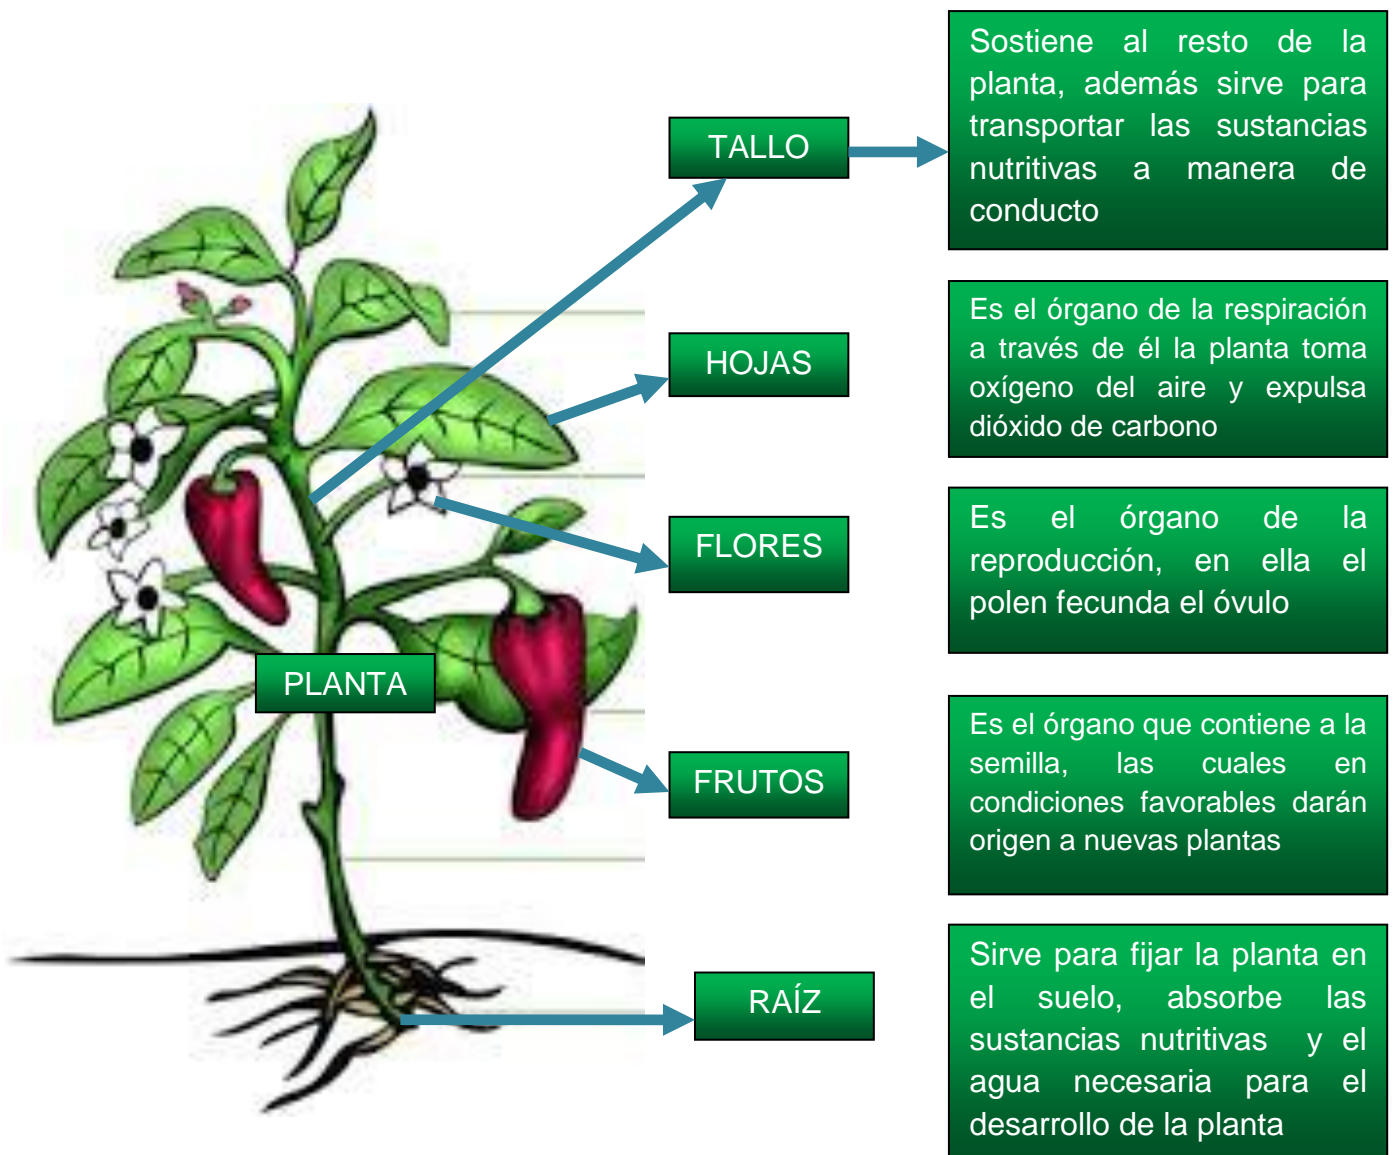 TALLO
Sostiene al resto de la
planta, además sirve para
transportar las sustancias
nutritivas a manera de
conducto
HOJAS
Es el órgano de la respiración
a través de él la planta toma
oxígeno del aire y expulsa
dióxido de carbono
FLORES
Es el órgano de la
reproducción, en ella el
polen fecunda el óvulo
PLANTA
FRUTOS
Es el órgano que contiene a la
semilla, las cuales en
condiciones favorables darán
origen a nuevas plantas
RAÍZ
Sirve para fijar la planta en
el suelo, absorbe las
sustancias nutritivas y el
agua necesaria para el
desarrollo de la planta